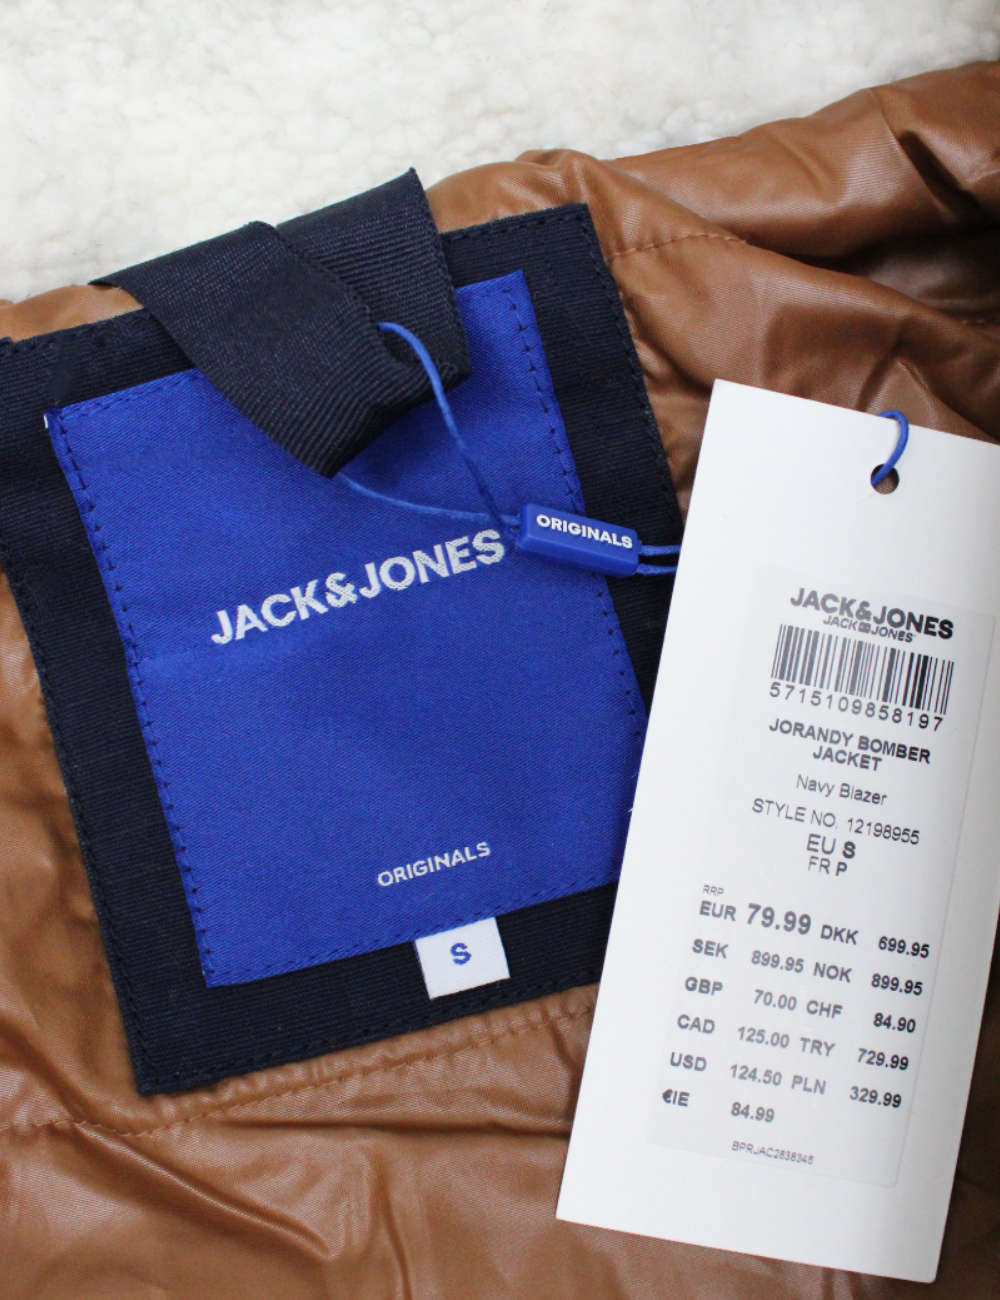 JACK&JONES
ORIGINALS
S
ORIGINALS
JACK&JONES
JACK&JONES
5715109858197
JORANDY BOMBER
JACKET
Navy Blazer
STYLE NO. 12198955
EU S
FR P
RRP
EUR 79.99 DKK 699.95
SEK 899.95 NOK 899.95
GBP 70.00 CHF 84.90
CAD 125.00 TRY 729.99
USD 124.50 PLN 329.99
€IE 84.99
BPRJAC2838346